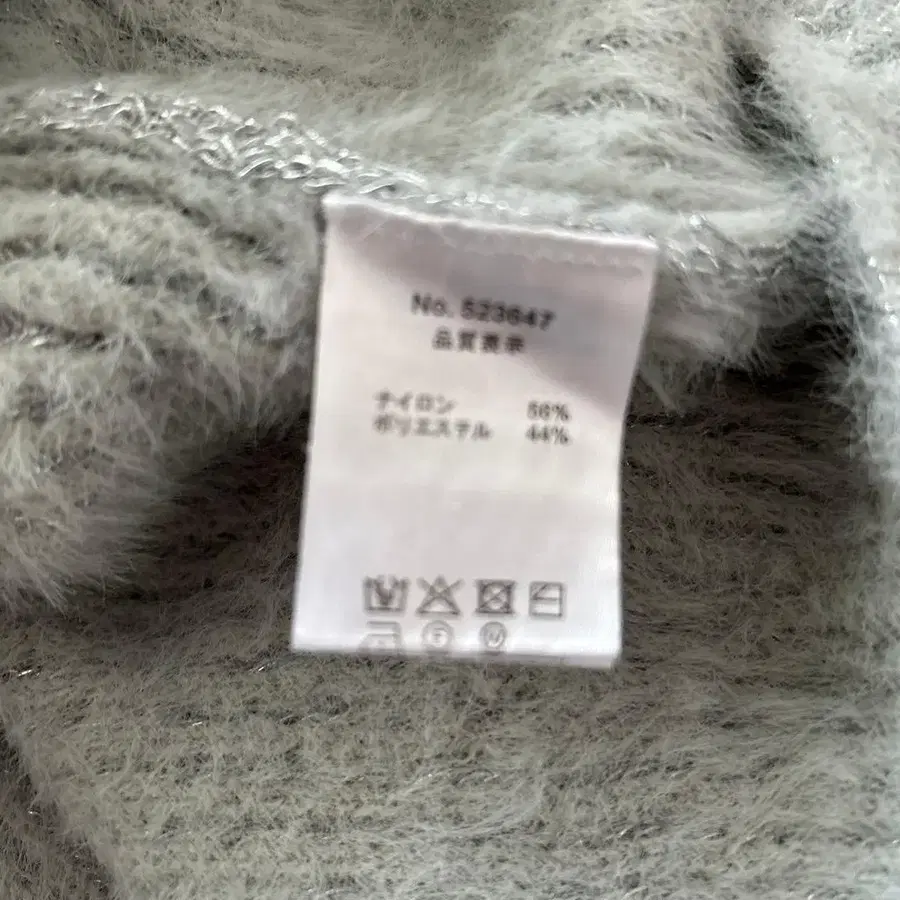 No. 523647
品質表示
ナイロン 56%
ポリエステル 44%